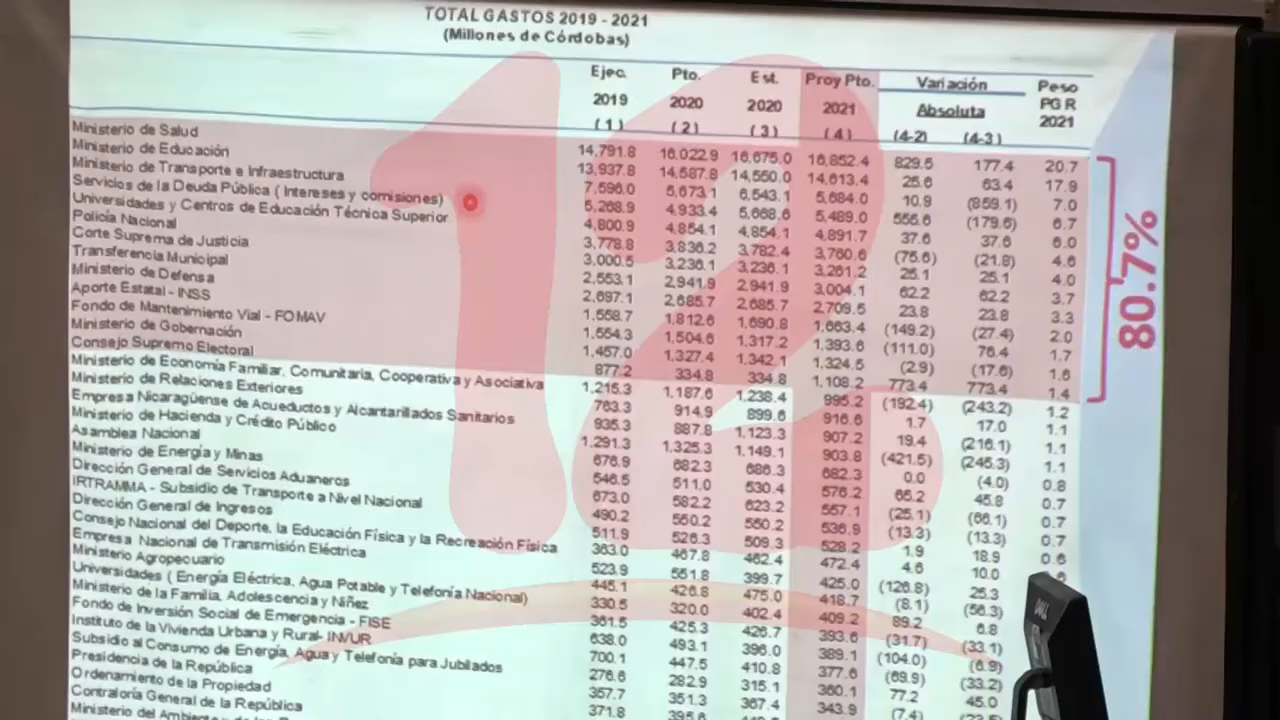 TOTAL GASTOS 2019 - 2021
(Millones de Córdobas)
Ejec. Pto. Est. Proy Pto. Variación Peso
2019 2020 2020 2021 Absoluta PGR
(1) (2) (3) (4) (4-2) (4-3) 2021
Ministerio de Salud 14,791.8 16,022.9 16,675.0 16,852.4 829.5 177.4 20.7
Ministerio de Educación 13,937.8 14,587.8 14,550.0 14,613.4 25.6 63.4 17.9
Ministerio de Transporte e Infraestructura 7,596.0 5,673.1 6,543.1 5,684.0 10.9 (859.1) 7.0
Servicios de la Deuda Pública ( Intereses y comisiones) 5,268.9 4,933.4 5,668.6 5,489.0 555.6 (179.6) 6.7
Universidades y Centros de Educación Técnica Superior 4,800.9 4,854.1 4,854.1 4,891.7 37.6 37.6 6.0
Policía Nacional 3,778.8 3,836.2 3,782.4 3,760.6 (75.6) (21.8) 4.6
Corte Suprema de Justicia 3,000.5 3,236.1 3,236.1 3,261.2 25.1 25.1 4.0
Transferencia Municipal 2,553.1 2,941.9 2,941.9 3,004.1 62.2 62.2 3.7
Ministerio de Defensa 2,697.1 2,685.7 2,685.7 2,709.5 23.8 23.8 3.3
Aporte Estatal - INSS 1,558.7 1,812.6 1,690.8 1,663.4 (149.2) (27.4) 2.0
Fondo de Mantenimiento Vial - FOMAV 1,554.3 1,504.6 1,317.2 1,393.6 (111.0) 76.4 1.7
Ministerio de Gobernación 1,457.0 1,327.4 1,342.1 1,324.5 (2.9) (17.6) 1.6
Consejo Supremo Electoral 877.2 334.8 334.8 1,108.2 773.4 773.4 1.4
Ministerio de Economía Familiar, Comunitaria, Cooperativa y Asociativa 1,215.3 1,187.6 1,238.4 995.2 (192.4) (243.2) 1.2
Ministerio de Relaciones Exteriores 763.3 914.9 899.6 916.6 1.7 17.0 1.1
Empresa Nicaragüense de Acueductos y Alcantarillados Sanitarios 935.3 887.8 1,123.3 907.2 19.4 (216.1) 1.1
Ministerio de Hacienda y Crédito Público 1,291.3 1,325.3 1,149.1 903.8 (421.5) (245.3) 1.1
Asamblea Nacional 676.9 682.3 686.3 682.3 0.0 (4.0) 0.8
Ministerio de Energía y Minas 546.5 511.0 530.4 576.2 65.2 45.8 0.7
Dirección General de Servicios Aduaneros 673.0 582.2 623.2 557.1 (25.1) (66.1) 0.7
IRTRAMMA - Subsidio de Transporte a Nivel Nacional 490.2 550.2 550.2 536.9 (13.3) (13.3) 0.7
Dirección General de Ingresos 511.9 526.3 509.3 528.2 1.9 18.9 0.6
Consejo Nacional del Deporte, la Educación Física y la Recreación Física 363.0 467.8 462.4 472.4 4.6 10.0
Empresa Nacional de Transmisión Eléctrica 523.9 551.8 399.7 425.0 (126.8) 25.3
Ministerio Agropecuario 445.1 426.8 475.0 418.7 (8.1) (56.3)
Universidades ( Energía Eléctrica, Agua Potable y Telefonía Nacional) 330.5 320.0 402.4 409.2 89.2 6.8
Ministerio de la Familia, Adolescencia y Niñez 361.5 425.3 426.7 393.6 (31.7) (33.1)
Fondo de Inversión Social de Emergencia - FISE 638.0 493.1 396.0 389.1 (104.0) (6.9)
Instituto de la Vivienda Urbana y Rural- INVUR 700.1 447.5 410.8 377.6 (69.9) (33.2)
Subsidio al Consumo de Energía, Agua y Telefonía para Jubilados 276.6 282.9 315.1 360.1 77.2 45.0
Presidencia de la República 357.7 351.3 367.4 343.9 (7.4)
Ordenamiento de la Propiedad 371.8 395.6
Contraloría General de la República
Ministerio del
80.7%
12
DELL